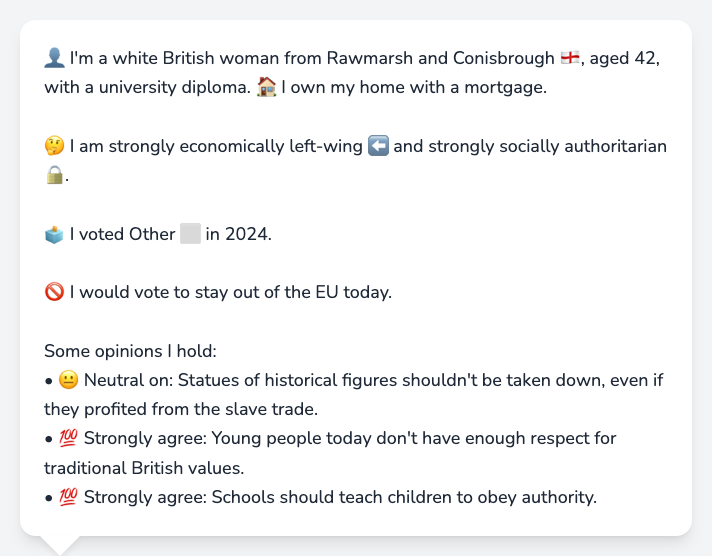 👤 I'm a white British woman from Rawmarsh and Conisbrough 🏴󠁧󠁢󠁥󠁮󠁧󠁿, aged 42,
with a university diploma. 🏠 I own my home with a mortgage.
🤔 I am strongly economically left-wing ⬅️ and strongly socially authoritarian
🔒.
🗳️ I voted Other ⬜ in 2024.
🚫 I would vote to stay out of the EU today.
Some opinions I hold:
• 😐 Neutral on: Statues of historical figures shouldn't be taken down, even if
they profited from the slave trade.
• 💯 Strongly agree: Young people today don't have enough respect for
traditional British values.
• 💯 Strongly agree: Schools should teach children to obey authority.